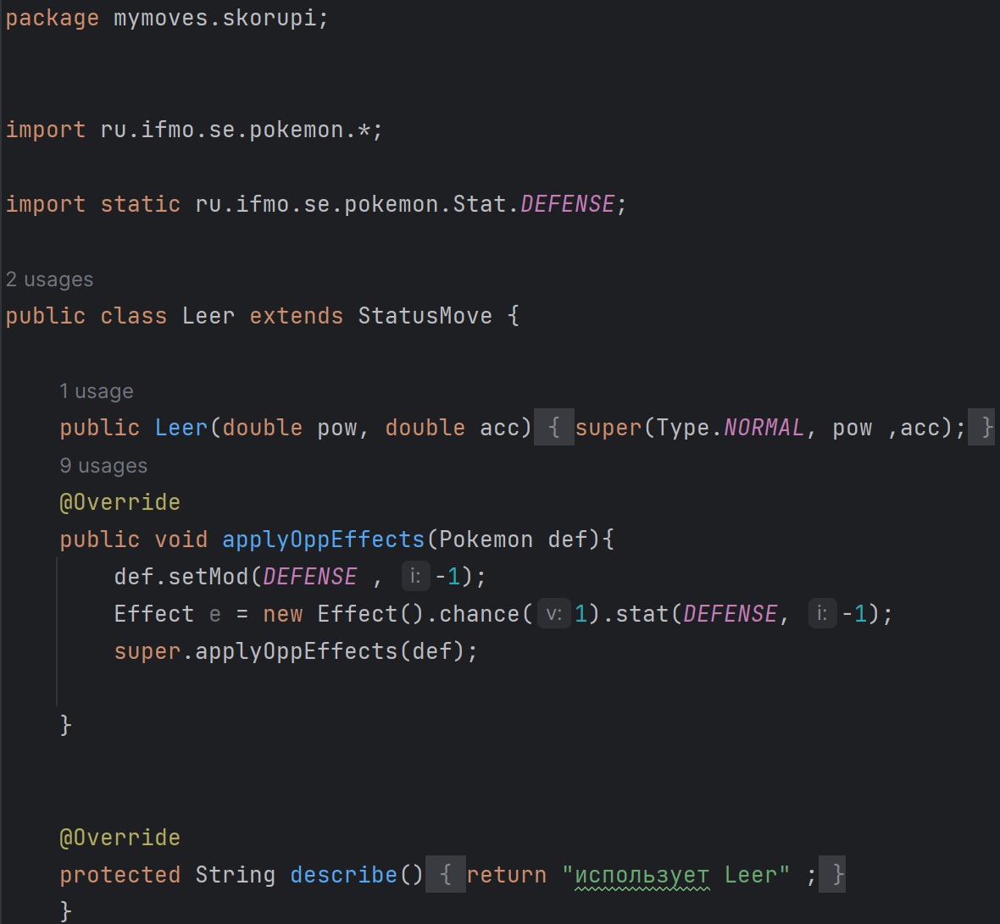 package mymoves.skorupi;
import ru.ifmo.se.pokemon.*;
import static ru.ifmo.se.pokemon.Stat.DEFENSE;
2 usages
public class Leer extends StatusMove {
1 usage
public Leer(double pow, double acc) { super(Type.NORMAL, pow ,acc); }
9 usages
@Override
public void applyOppEffects(Pokemon def){
def.setMod(DEFENSE , i: -1);
Effect e = new Effect().chance( v: 1).stat(DEFENSE, i: -1);
super.applyOppEffects(def);
}
@Override
protected String describe() { return "использует Leer" ; }
}